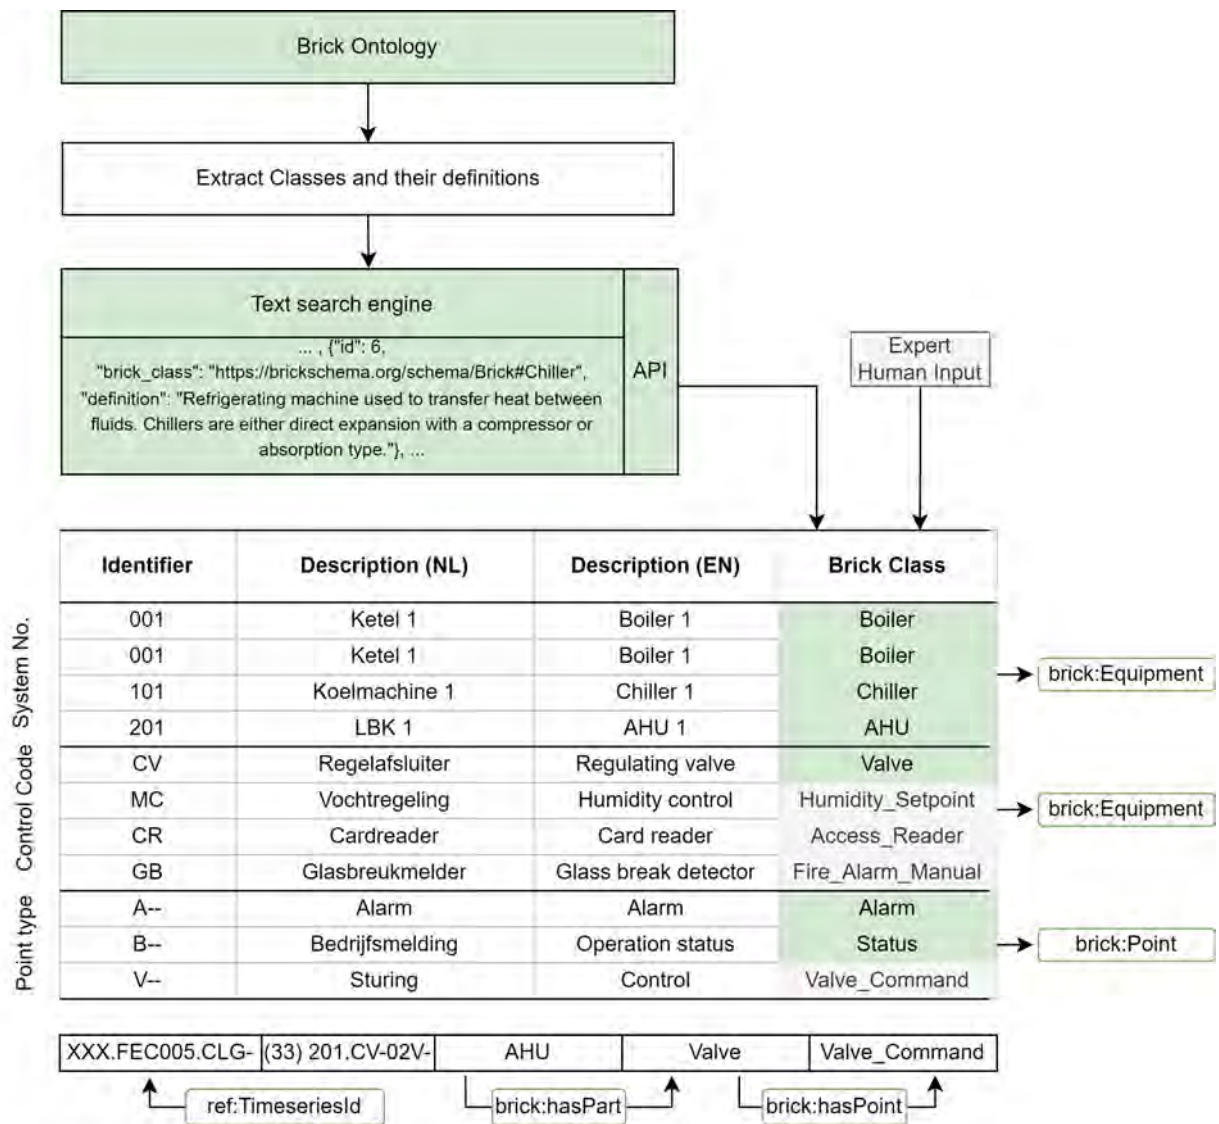 Brick Ontology
Extract Classes and their definitions
Text search engine
... , {"id": 6,
"brick_class": "https://brickschema.org/schema/Brick#Chiller",
"definition": "Refrigerating machine used to transfer heat between
fluids. Chillers are either direct expansion with a compressor or
absorption type."}, ...
API
Expert
Human Input
Identifier Description (NL) Description (EN) Brick Class
System No.
001 Ketel 1 Boiler 1 Boiler
001 Ketel 1 Boiler 1 Boiler
101 Koelmachine 1 Chiller 1 Chiller
201 LBK 1 AHU 1 AHU
brick:Equipment
Control Code
CV Regelafsluiter Regulating valve Valve
MC Vochtregeling Humidity control Humidity_Setpoint
CR Cardreader Card reader Access_Reader
GB Glasbreukmelder Glass break detector Fire_Alarm_Manual
brick:Equipment
Point type
A-- Alarm Alarm Alarm
B-- Bedrijfsmelding Operation status Status
V-- Sturing Control Valve_Command
brick:Point
XXX.FEC005.CLG- (33) 201.CV-02V- AHU Valve Valve_Command
ref:TimeseriesId brick:hasPart brick:hasPoint